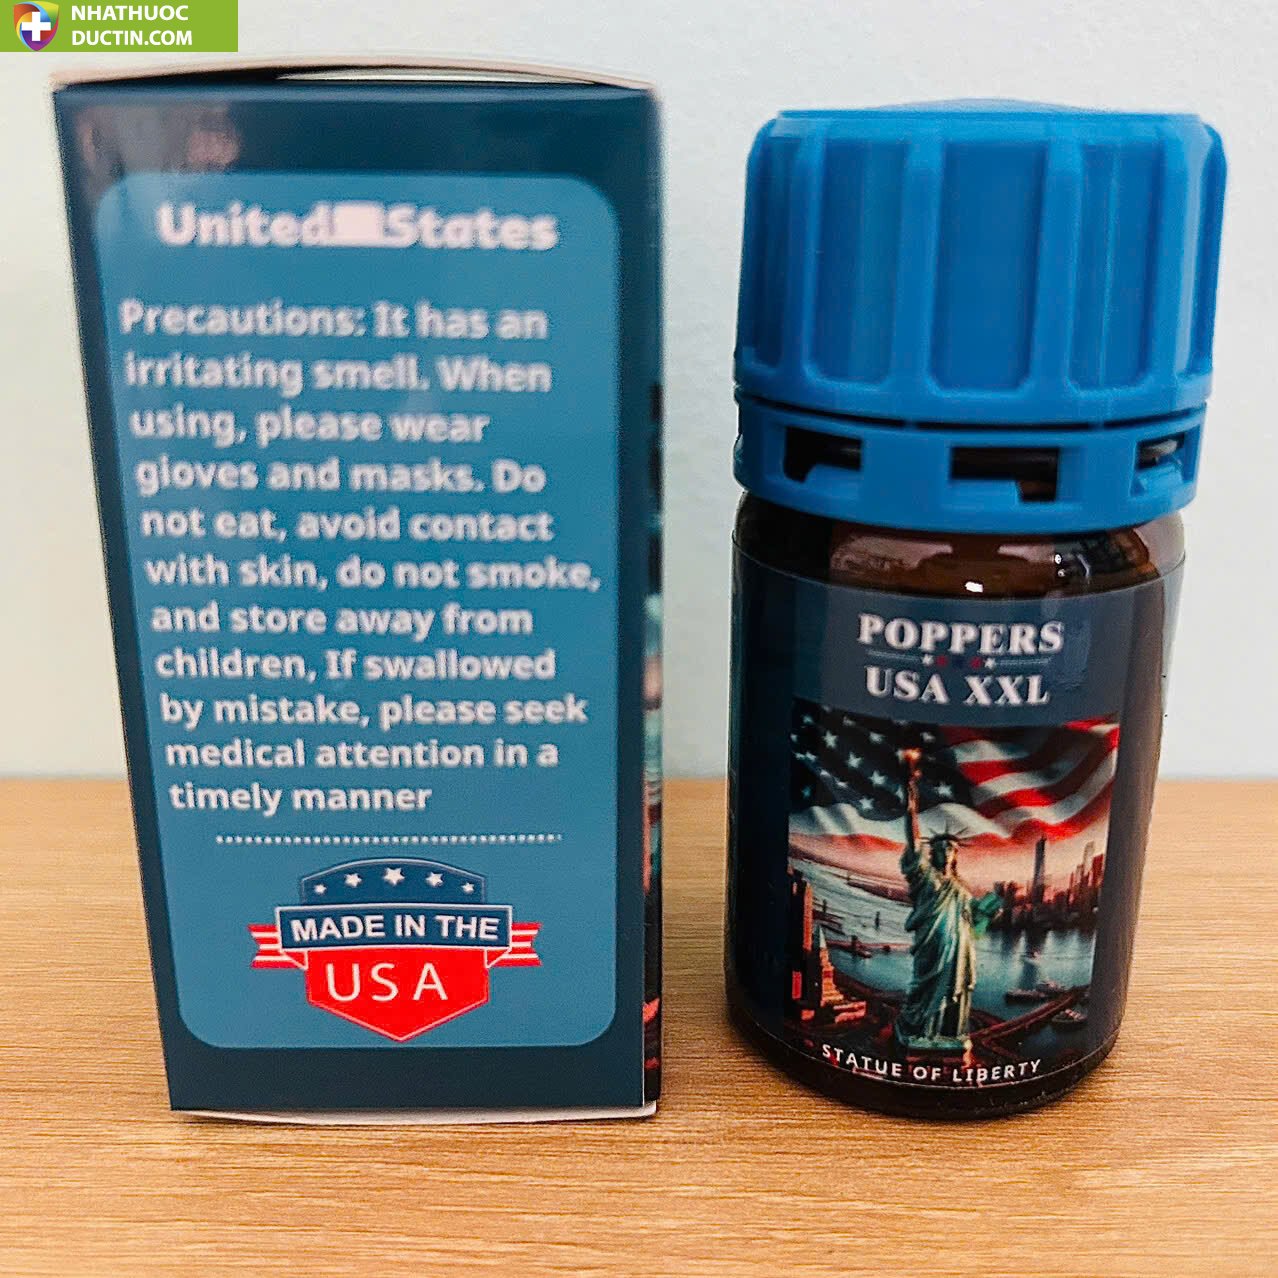 NHATHUOC
DUCTIN.COM
United States
Precautions: It has an
irritating smell. When
using, please wear
gloves and masks. Do
not eat, avoid contact
with skin, do not smoke,
and store away from
children, If swallowed
by mistake, please seek
medical attention in a
timely manner
MADE IN THE
USA
POPPERS
USA XXL
STATUE OF LIBERTY